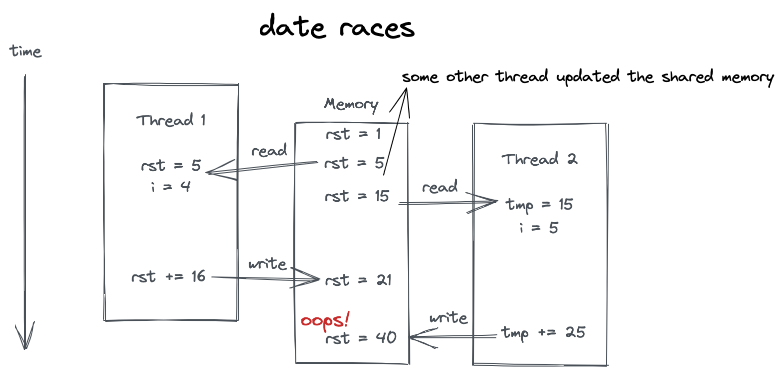 date races
time
some other thread updated the shared memory
Thread 1
rst = 5
i = 4
rst += 16
read
write
Memory
rst = 1
rst = 5
rst = 15
rst = 21
oops!
rst = 40
read
write
Thread 2
tmp = 15
i = 5
tmp += 25